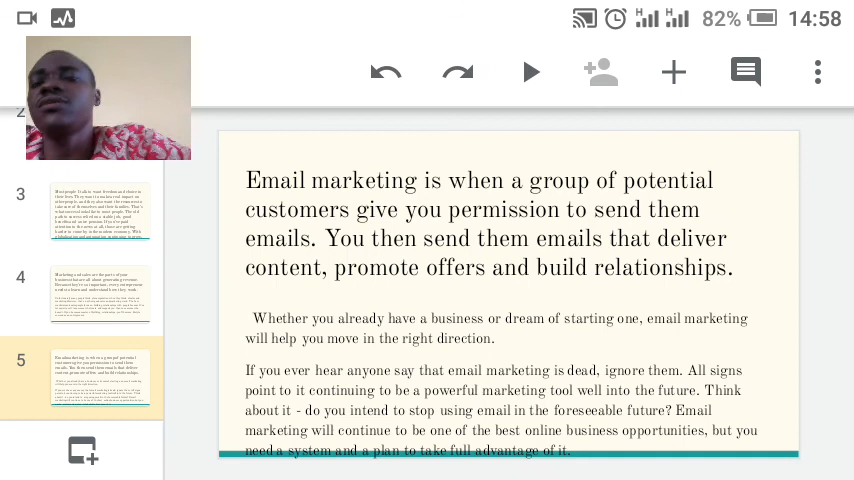 H H 82% 14:58
2
3
4
5
Email marketing is when a group of potential
customers give you permission to send them
emails. You then send them emails that deliver
content, promote offers and build relationships.
Whether you already have a business or dream of starting one, email marketing
will help you move in the right direction.
If you ever hear anyone say that email marketing is dead, ignore them. All signs
point to it continuing to be a powerful marketing tool well into the future. Think
about it - do you intend to stop using email in the foreseeable future? Email
marketing will continue to be one of the best online business opportunities, but you
need a system and a plan to take full advantage of it.